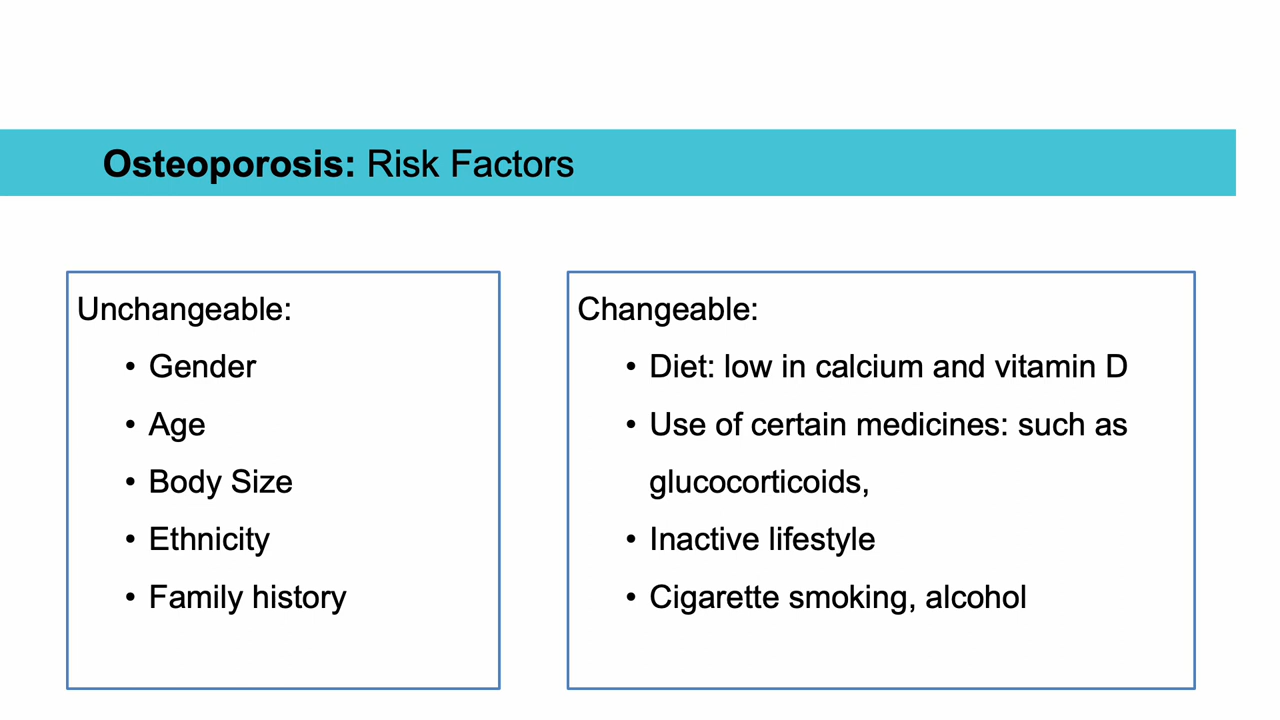 Osteoporosis: Risk Factors
Unchangeable:
• Gender
• Age
• Body Size
• Ethnicity
• Family history
Changeable:
• Diet: low in calcium and vitamin D
• Use of certain medicines: such as
glucocorticoids,
• Inactive lifestyle
• Cigarette smoking, alcohol